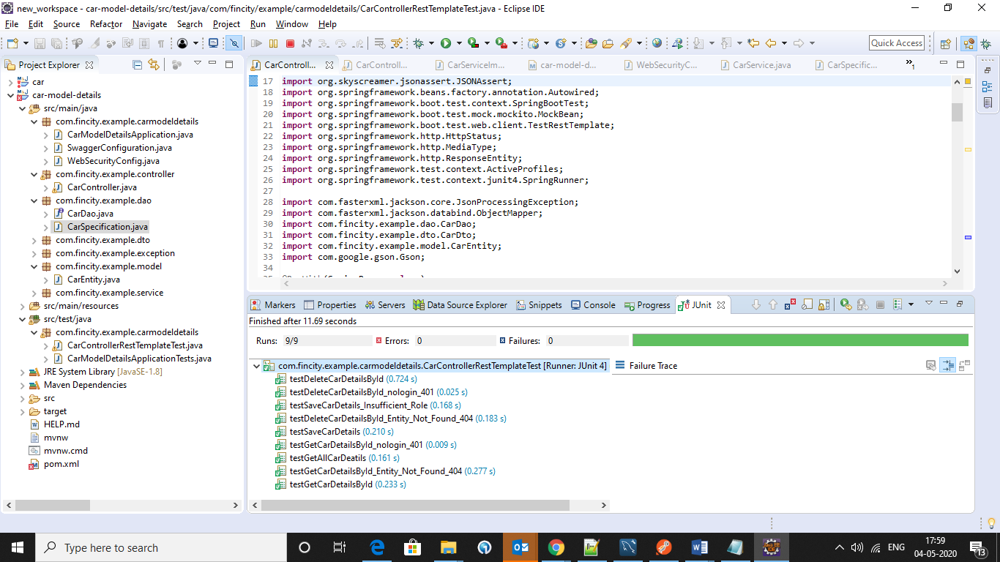 new_workspace - car-model-details/src/test/java/com/fincity/example/carmodeldetails/CarControllerRestTemplateTest.java - Eclipse IDE
File Edit Source Refactor Navigate Search Project Run Window Help
Quick Access
Project Explorer
car
car-model-details
src/main/java
com.fincity.example.carmodeldetails
CarModelDetailsApplication.java
SwaggerConfiguration.java
WebSecurityConfig.java
com.fincity.example.controller
CarController.java
com.fincity.example.dao
CarDao.java
CarSpecification.java
com.fincity.example.dto
com.fincity.example.exception
com.fincity.example.model
CarEntity.java
com.fincity.example.service
src/main/resources
src/test/java
com.fincity.example.carmodeldetails
CarControllerRestTemplateTest.java
CarModelDetailsApplicationTests.java
JRE System Library [JavaSE-1.8]
Maven Dependencies
src
target
HELP.md
mvnw
mvnw.cmd
pom.xml
CarControll... CarControll... CarServiceIm... car-model-d... WebSecurityC... CarService.java CarSpecific... »1
17 import org.skyscreamer.jsonassert.JSONAssert;
18 import org.springframework.beans.factory.annotation.Autowired;
19 import org.springframework.boot.test.context.SpringBootTest;
20 import org.springframework.boot.test.mock.mockito.MockBean;
21 import org.springframework.boot.test.web.client.TestRestTemplate;
22 import org.springframework.http.HttpStatus;
23 import org.springframework.http.MediaType;
24 import org.springframework.http.ResponseEntity;
25 import org.springframework.test.context.ActiveProfiles;
26 import org.springframework.test.context.junit4.SpringRunner;
27
28 import com.fasterxml.jackson.core.JsonProcessingException;
29 import com.fasterxml.jackson.databind.ObjectMapper;
30 import com.fincity.example.dao.CarDao;
31 import com.fincity.example.dto.CarDto;
32 import com.fincity.example.model.CarEntity;
33 import com.google.gson.Gson;
34
Markers Properties Servers Data Source Explorer Snippets Console Progress JUnit
Finished after 11.69 seconds
Runs: 9/9 Errors: 0 Failures: 0
com.fincity.example.carmodeldetails.CarControllerRestTemplateTest [Runner: JUnit 4] Failure Trace
testDeleteCarDetailsById (0.724 s)
testDeleteCarDetailsById_nologin_401 (0.025 s)
testSaveCarDetails_Insufficient_Role (0.168 s)
testDeleteCarDetailsById_Entity_Not_Found_404 (0.183 s)
testSaveCarDetails (0.210 s)
testGetCarDetailsById_nologin_401 (0.009 s)
testGetAllCarDeatils (0.161 s)
testGetCarDetailsById_Entity_Not_Found_404 (0.277 s)
testGetCarDetailsById (0.233 s)
Type here to search
ENG
17:59
04-05-2020
13